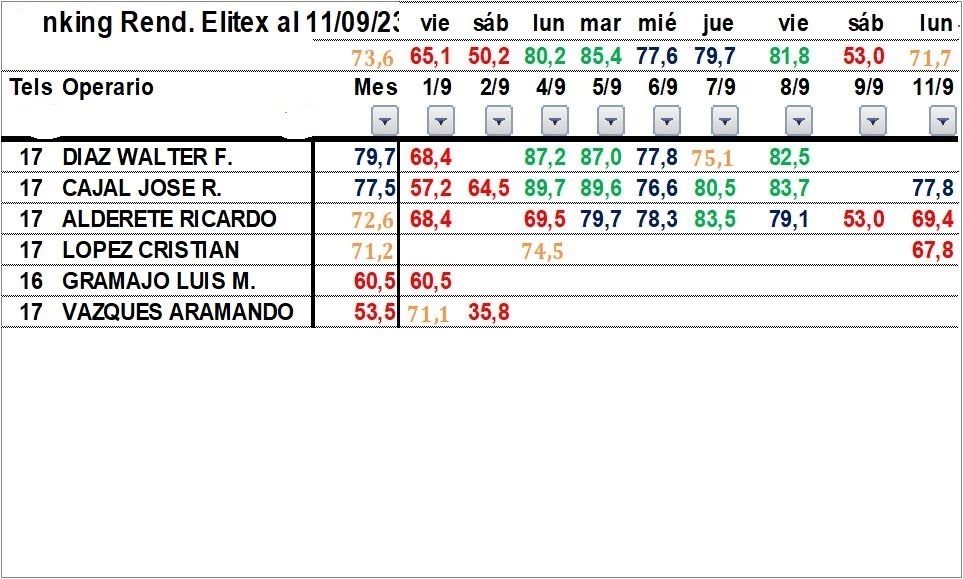 nking Rend. Elitex al 11/09/23 vie sáb lun mar mié jue vie sáb lun
73,6 65,1 50,2 80,2 85,4 77,6 79,7 81,8 53,0 71,7
Tels Operario Mes 1/9 2/9 4/9 5/9 6/9 7/9 8/9 9/9 11/9
17 DIAZ WALTER F. 79,7 68,4 87,2 87,0 77,8 75,1 82,5
17 CAJAL JOSE R. 77,5 57,2 64,5 89,7 89,6 76,6 80,5 83,7 77,8
17 ALDERETE RICARDO 72,6 68,4 69,5 79,7 78,3 83,5 79,1 53,0 69,4
17 LOPEZ CRISTIAN 71,2 74,5 67,8
16 GRAMAJO LUIS M. 60,5 60,5
17 VAZQUES ARAMANDO 53,5 71,1 35,8